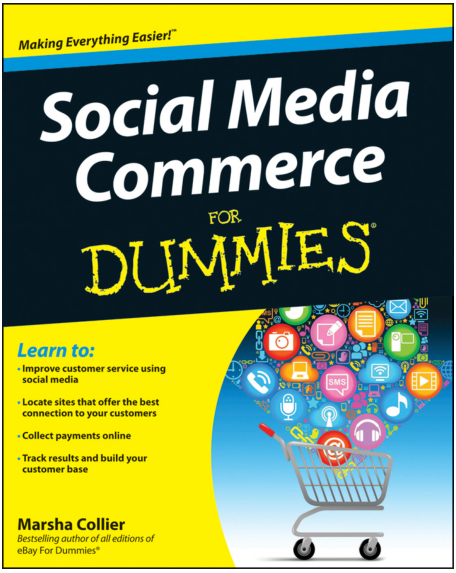 Making Everything Easier!™
Social Media
Commerce
FOR
DUMMIES®
Learn to:
• Improve customer service using
social media
• Locate sites that offer the best
connection to your customers
• Collect payments online
• Track results and build your
customer base
SMS
@
Marsha Collier
Bestselling author of all editions of
eBay For Dummies®